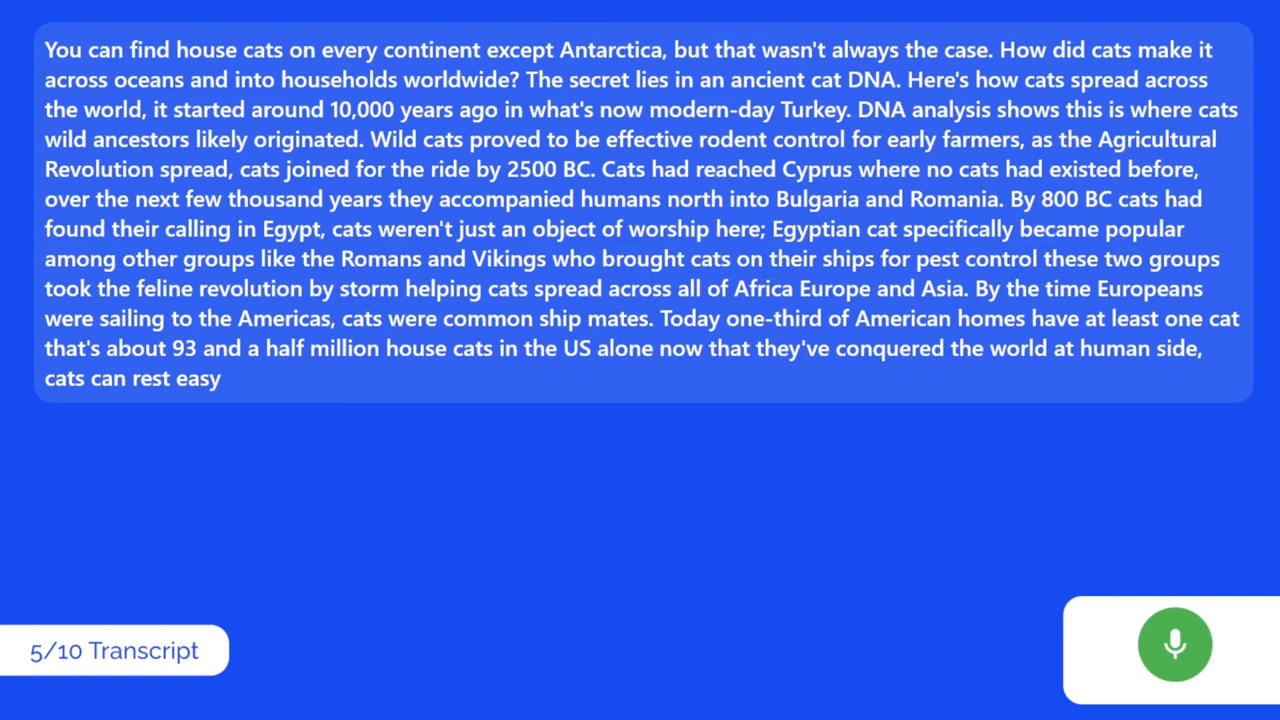 You can find house cats on every continent except Antarctica, but that wasn't always the case. How did cats make it
across oceans and into households worldwide? The secret lies in an ancient cat DNA. Here's how cats spread across
the world, it started around 10,000 years ago in what's now modern-day Turkey. DNA analysis shows this is where cats
wild ancestors likely originated. Wild cats proved to be effective rodent control for early farmers, as the Agricultural
Revolution spread, cats joined for the ride by 2500 BC. Cats had reached Cyprus where no cats had existed before,
over the next few thousand years they accompanied humans north into Bulgaria and Romania. By 800 BC cats had
found their calling in Egypt, cats weren't just an object of worship here; Egyptian cat specifically became popular
among other groups like the Romans and Vikings who brought cats on their ships for pest control these two groups
took the feline revolution by storm helping cats spread across all of Africa Europe and Asia. By the time Europeans
were sailing to the Americas, cats were common ship mates. Today one-third of American homes have at least one cat
that's about 93 and a half million house cats in the US alone now that they've conquered the world at human side,
cats can rest easy
5/10 Transcript